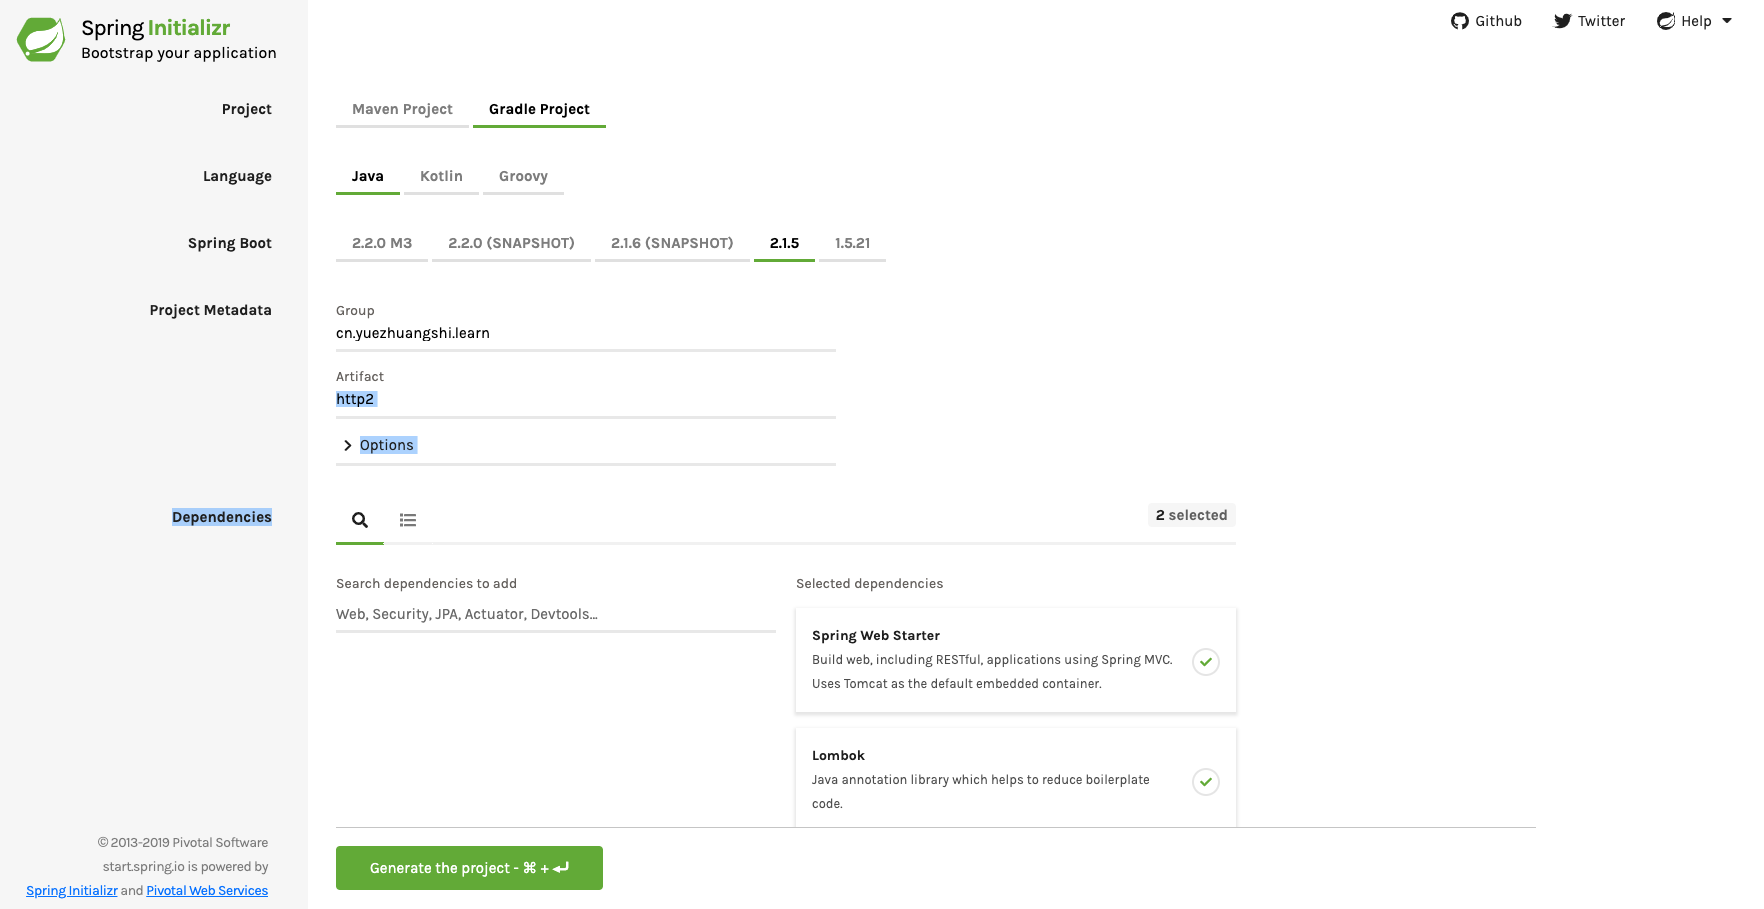 Spring Initializr
Bootstrap your application
Github
Twitter
Help
Project
Maven Project
Gradle Project
Language
Java
Kotlin
Groovy
Spring Boot
2.2.0 M3
2.2.0 (SNAPSHOT)
2.1.6 (SNAPSHOT)
2.1.5
1.5.21
Project Metadata
Group
cn.yuezhuangshi.learn
Artifact
http2
Options
Dependencies
2 selected
Search dependencies to add
Web, Security, JPA, Actuator, Devtools...
Selected dependencies
Spring Web Starter
Build web, including RESTful, applications using Spring MVC.
Uses Tomcat as the default embedded container.
Lombok
Java annotation library which helps to reduce boilerplate
code.
© 2013-2019 Pivotal Software
start.spring.io is powered by
Spring Initializr and Pivotal Web Services
Generate the project - ⌘ + ↵